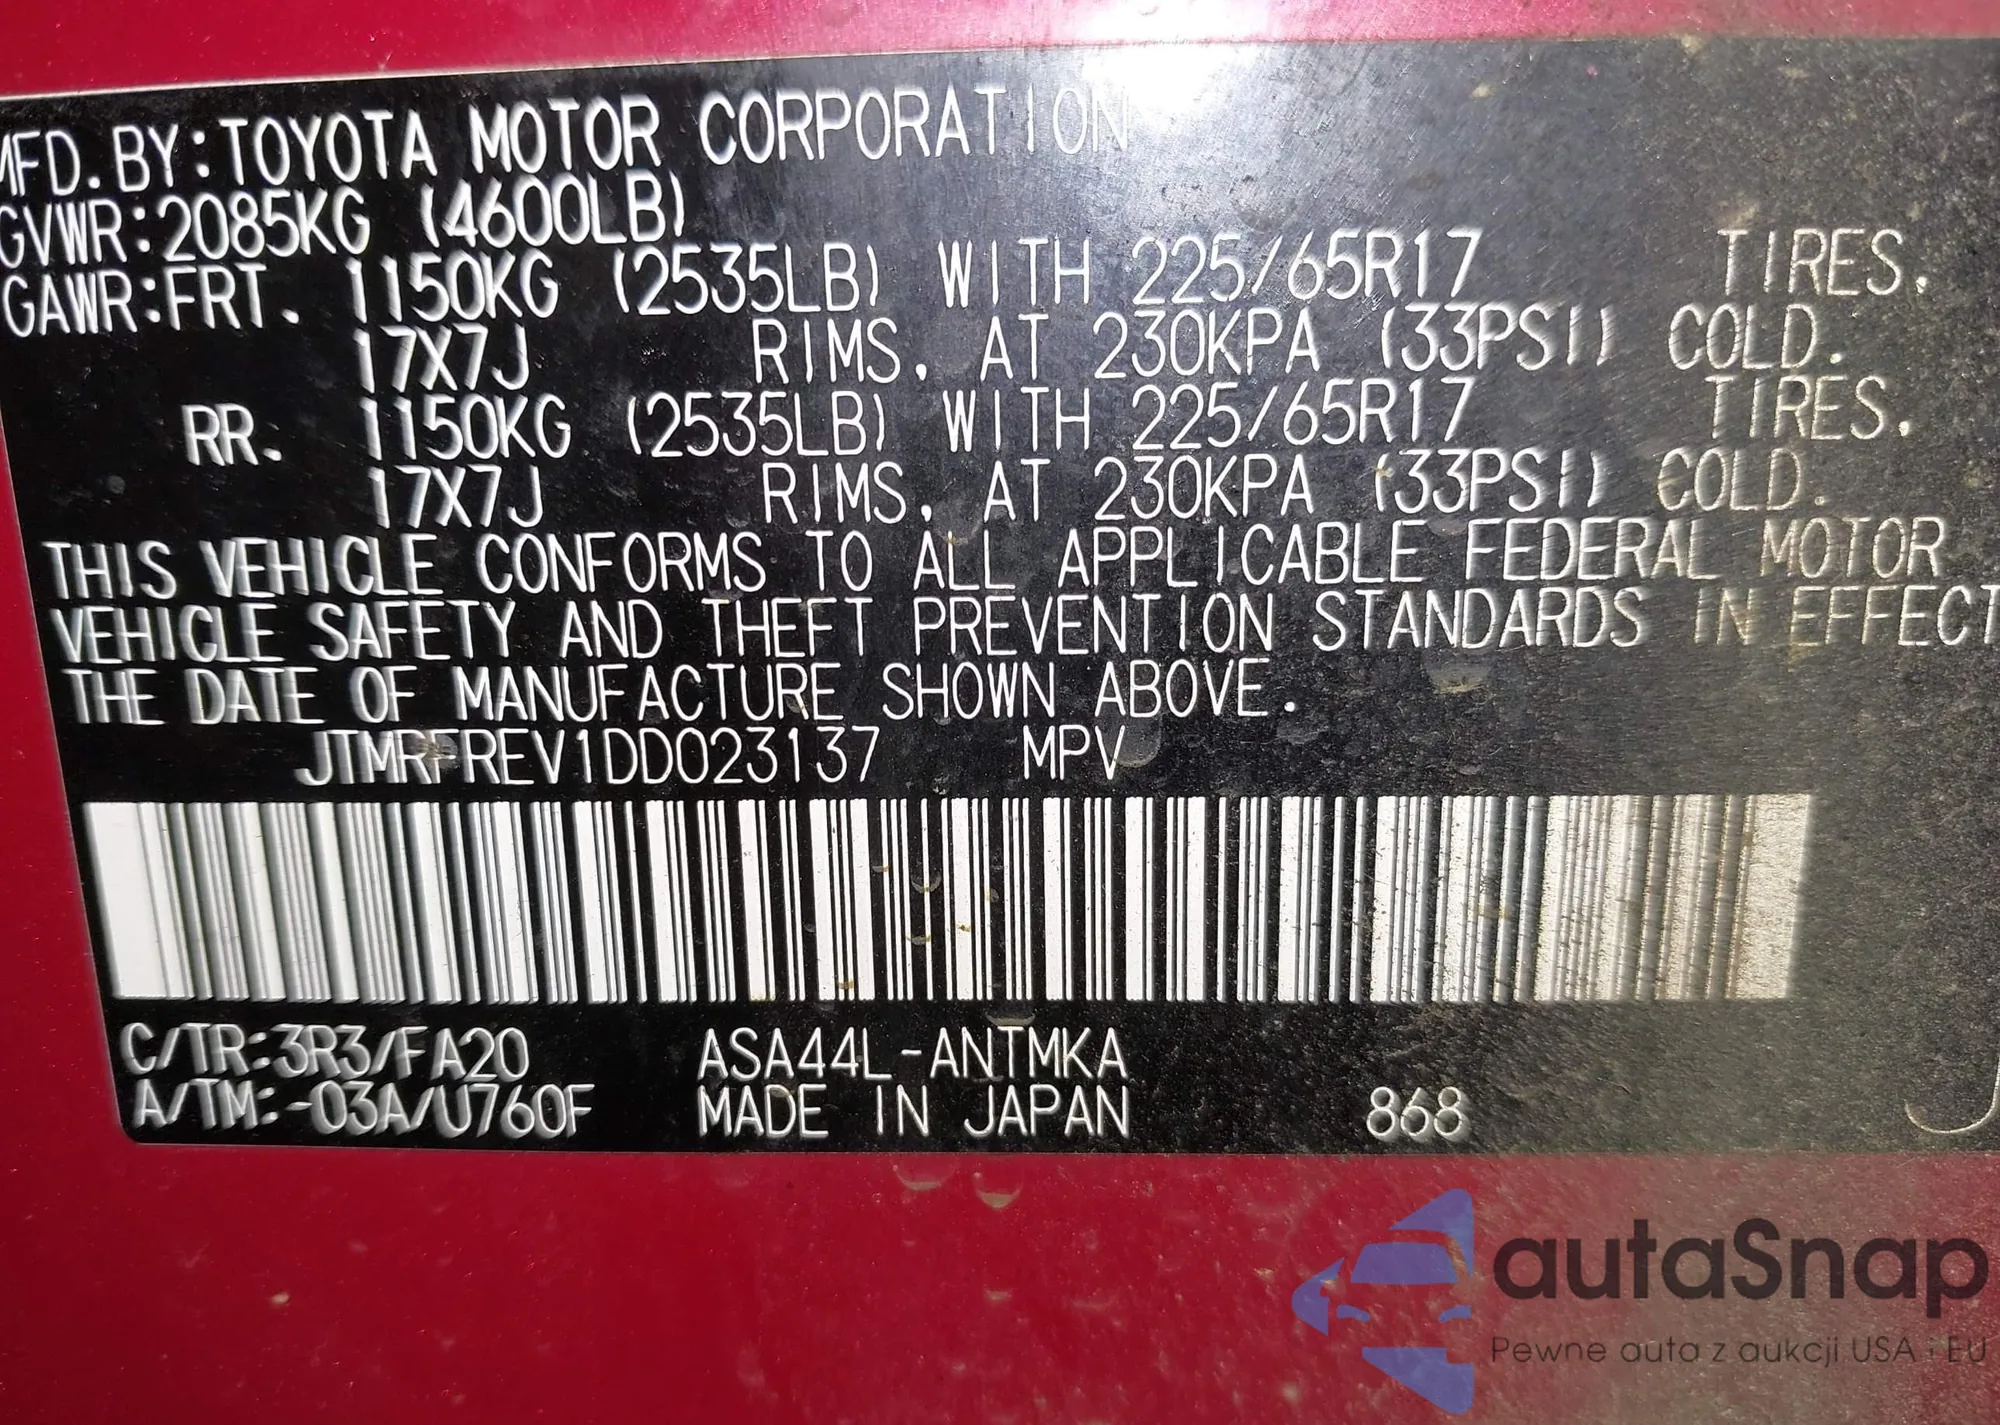 MFD. BY:TOYOTA MOTOR CORPORATION
GVWR:2085KG (4600LB)
GAWR:FRT. 1150KG (2535LB) WITH 225/65R17 TIRES.
17X7J RIMS, AT 230KPA (33PSI) COLD.
RR. 1150KG (2535LB) WITH 225/65R17 TIRES.
17X7J RIMS, AT 230KPA (33PSI) COLD.
THIS VEHICLE CONFORMS TO ALL APPLICABLE FEDERAL MOTOR
VEHICLE SAFETY AND THEFT PREVENTION STANDARDS IN EFFECT
THE DATE OF MANUFACTURE SHOWN ABOVE.
JTMRFREV1DD023137 MPV
C/TR:3R3/FA20 ASA44L-ANTMKA
A/TM:-03A/U760F MADE IN JAPAN 868
autaSnap
Pewne auta z aukcji USA i EU